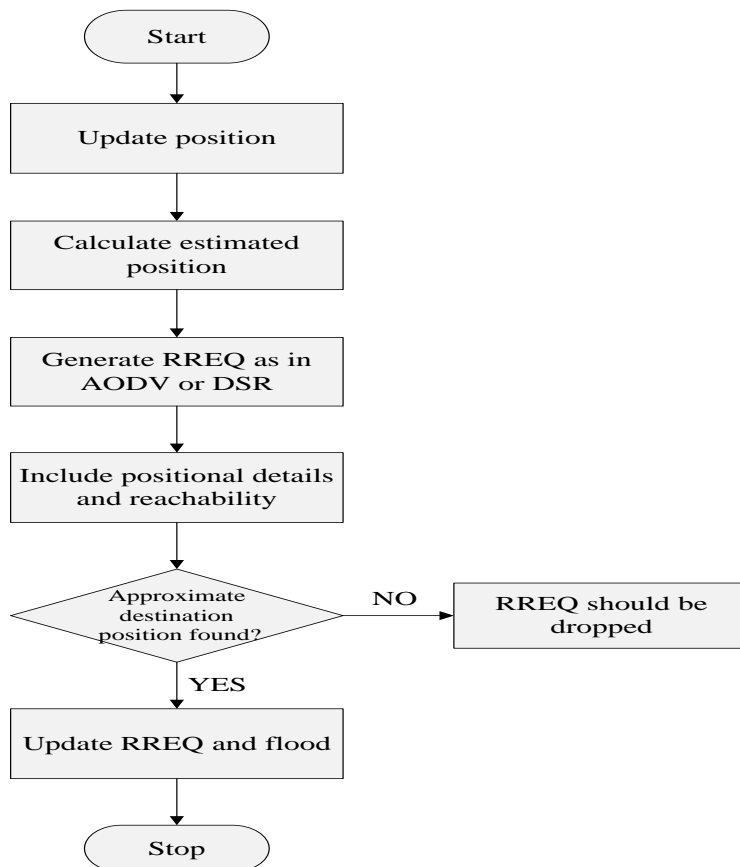 Start
Update position
Calculate estimated
position
Generate RREQ as in
AODV or DSR
Include positional details
and reachability
Approximate
destination
position found?
NO
RREQ should be
dropped
YES
Update RREQ and flood
Stop